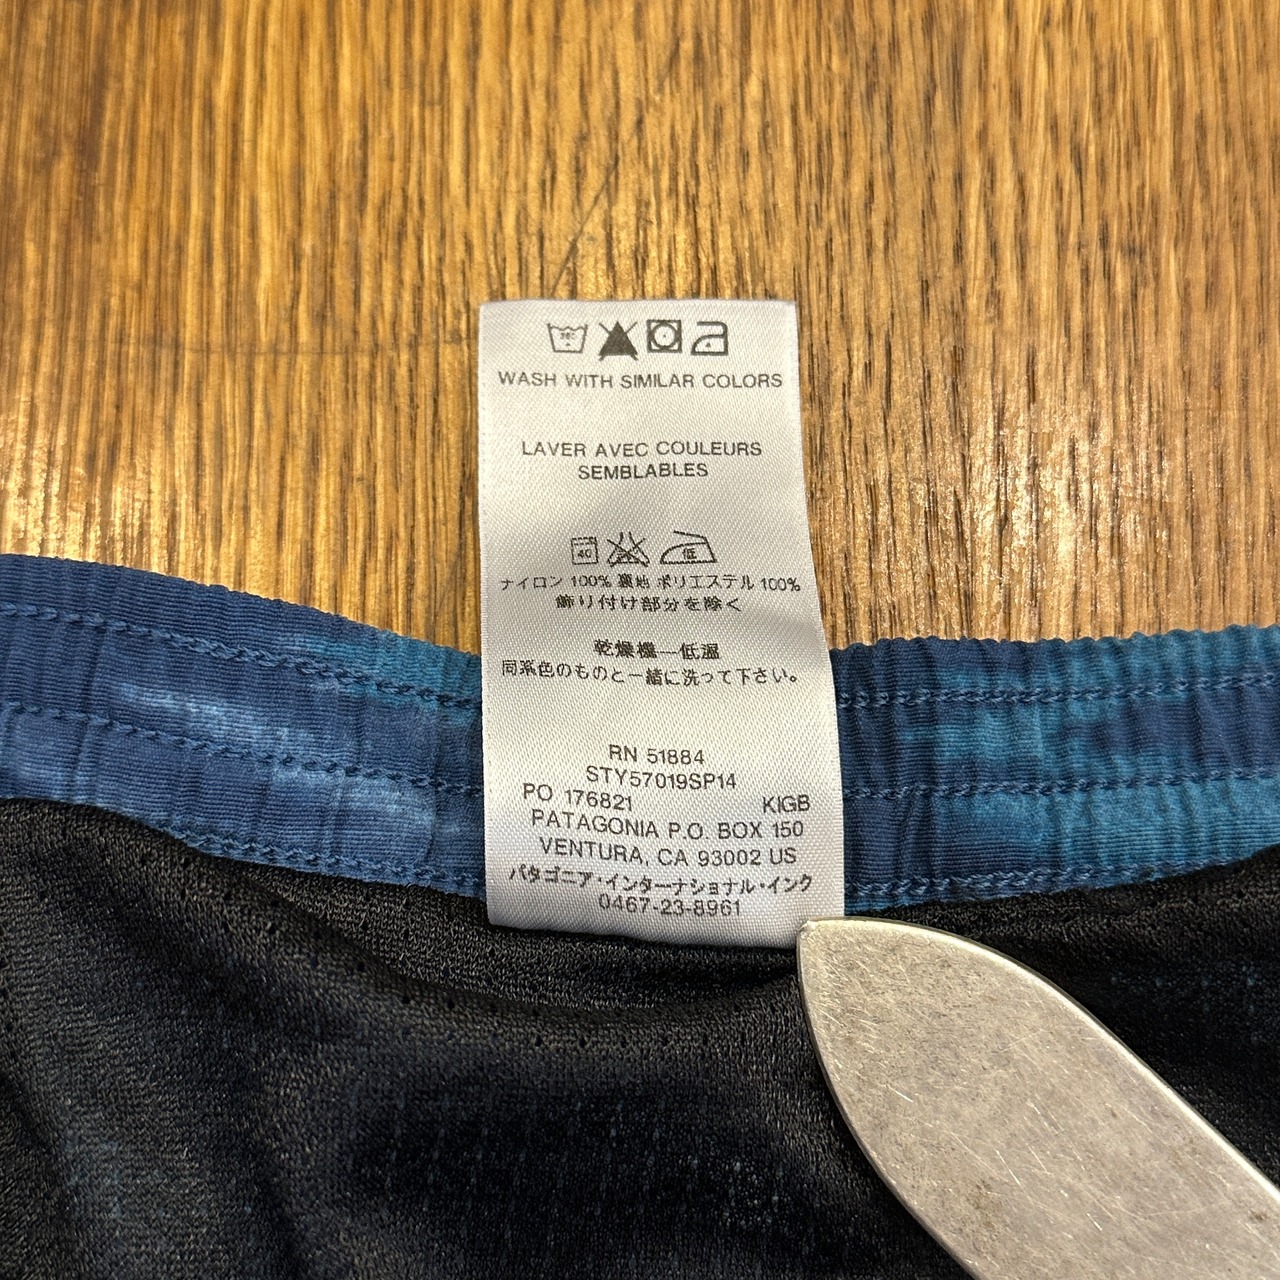 WASH WITH SIMILAR COLORS
LAVER AVEC COULEURS
SEMBLABLES
40 低
ナイロン 100% 裏地 ポリエステル 100%
飾り付け部分を除く
乾燥機―低温
同系色のものと一緒に洗って下さい。
RN 51884
STY57019SP14
PO 176821 KIGB
PATAGONIA P.O. BOX 150
VENTURA, CA 93002 US
パタゴニア・インターナショナル・インク
0467-23-8961